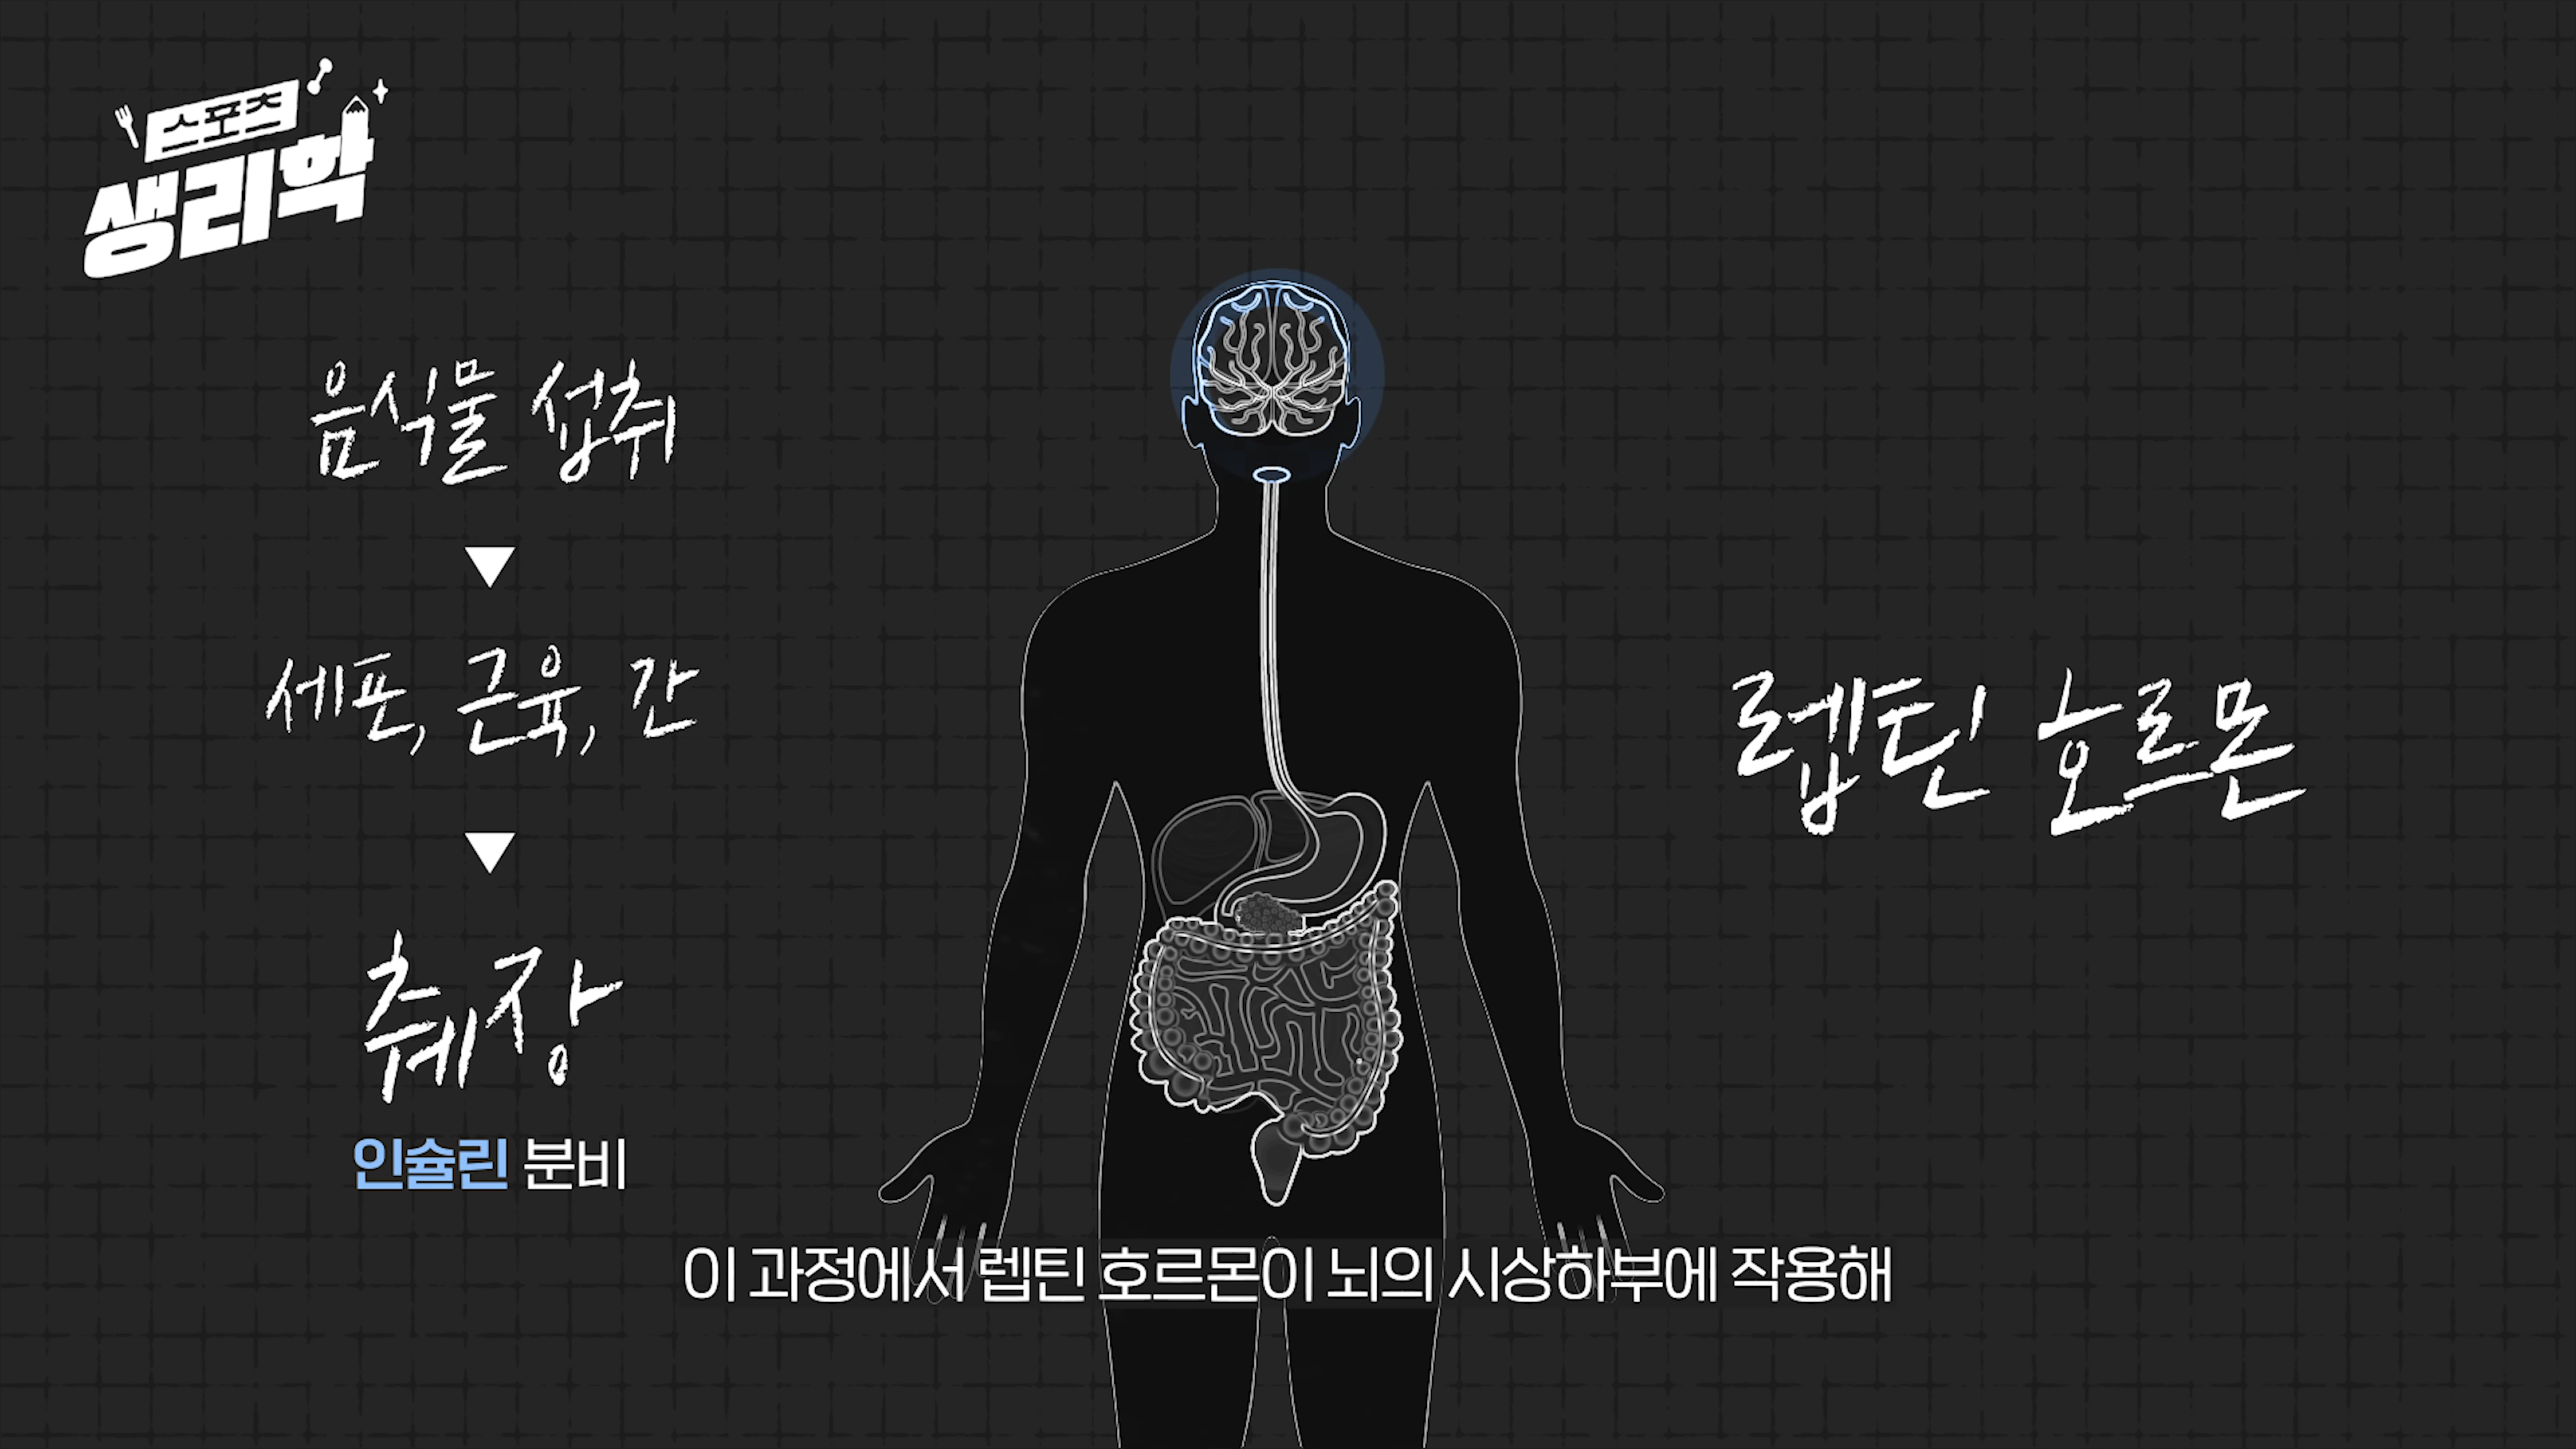 스포츠
생리학
음식물 섭취
세포, 근육, 간
췌장
인슐린 분비
렙틴 호르몬
이 과정에서 렙틴 호르몬이 뇌의 시상하부에 작용해